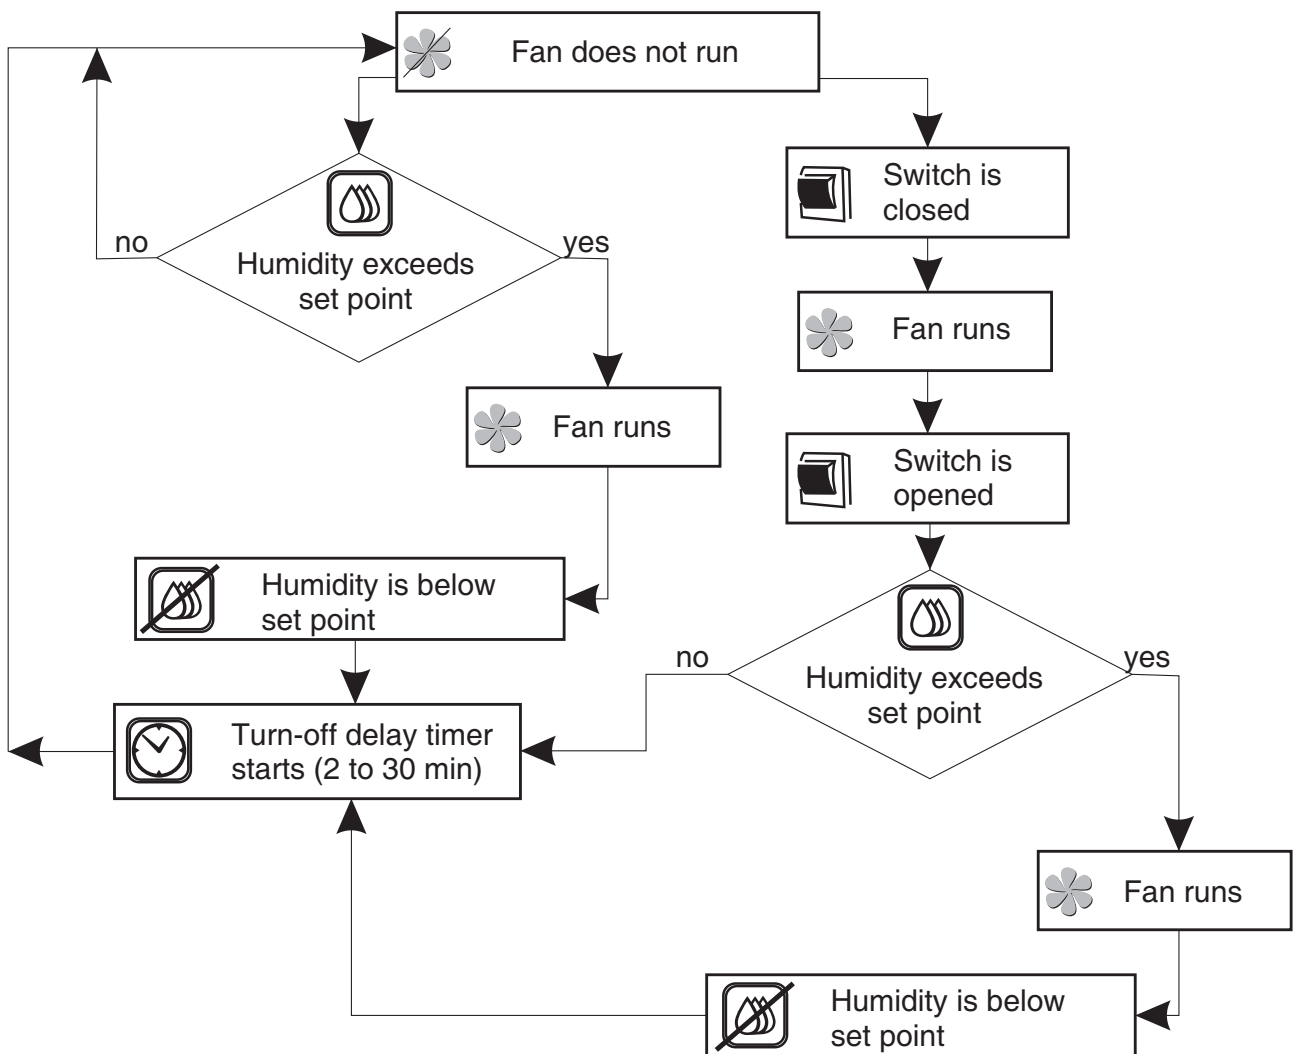 Fan does not run
Switch is
closed
no
yes
Humidity exceeds
set point
Fan runs
Fan runs
Switch is
opened
Humidity is below
set point
no
yes
Humidity exceeds
set point
Turn-off delay timer
starts (2 to 30 min)
Fan runs
Humidity is below
set point